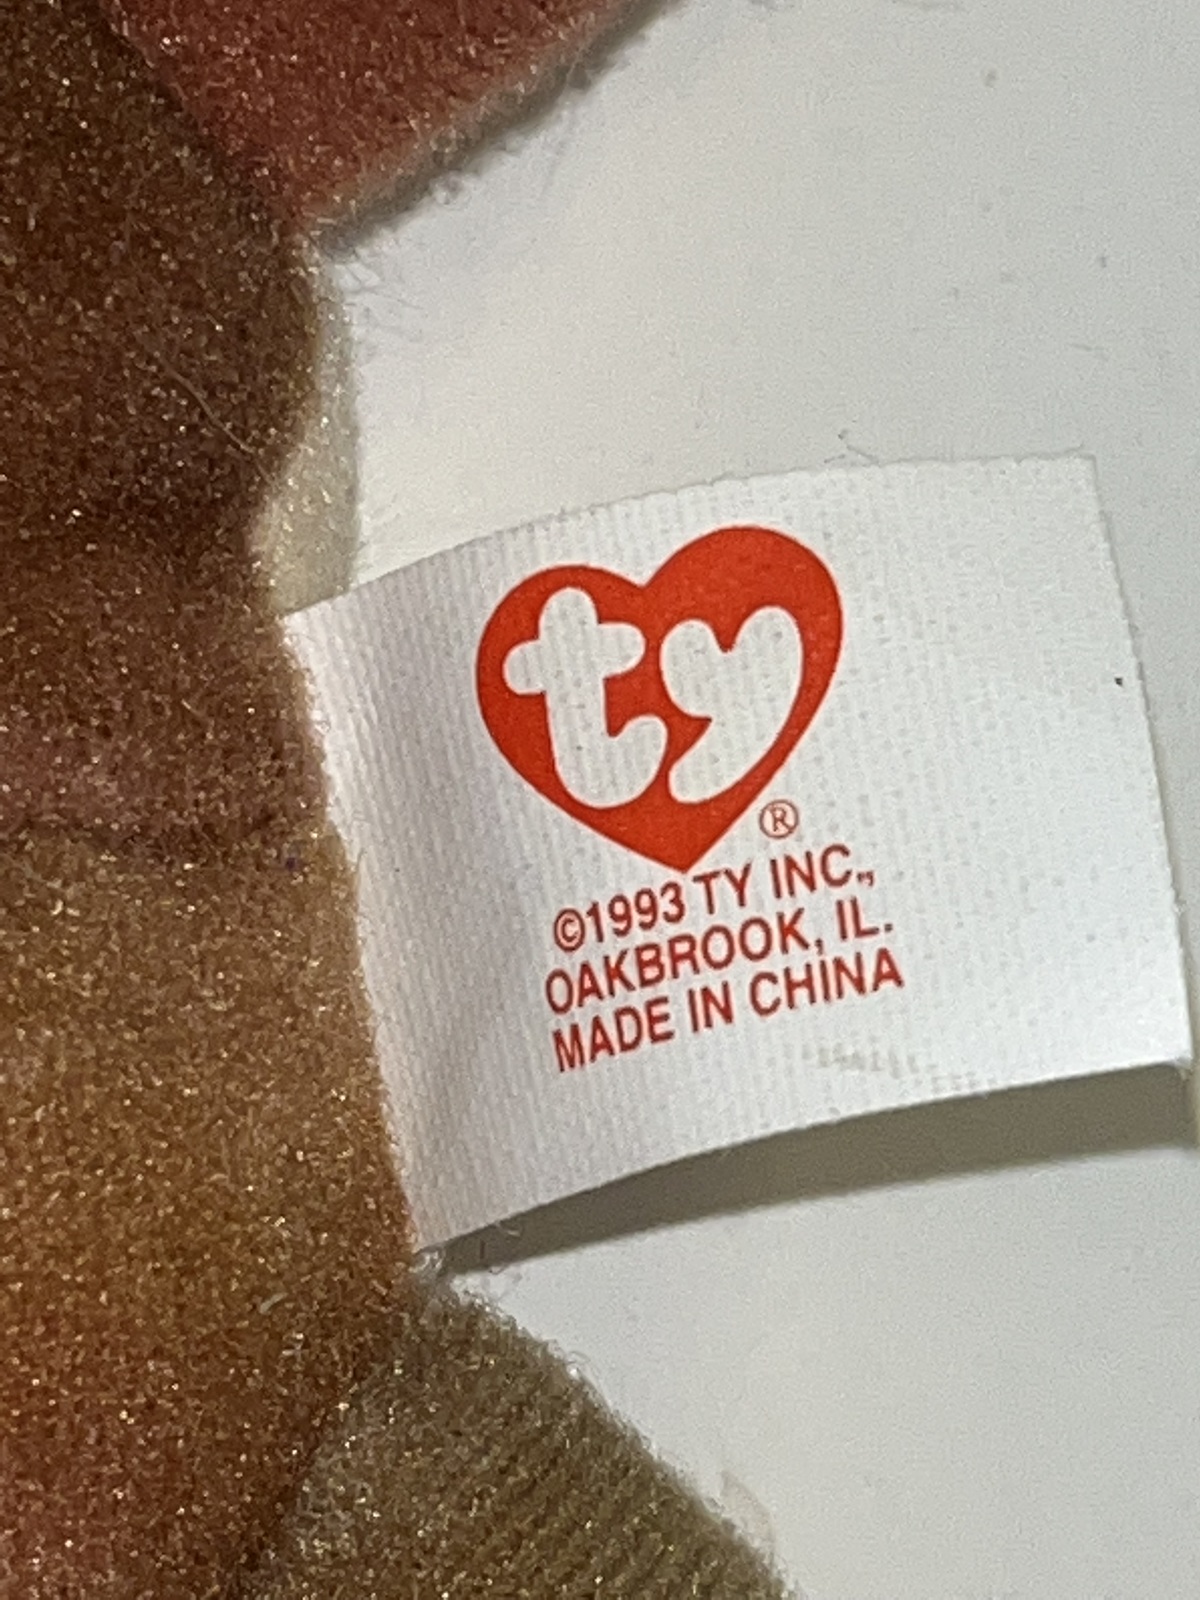 ty
®
©1993 TY INC.,
OAKBROOK, IL.
MADE IN CHINA